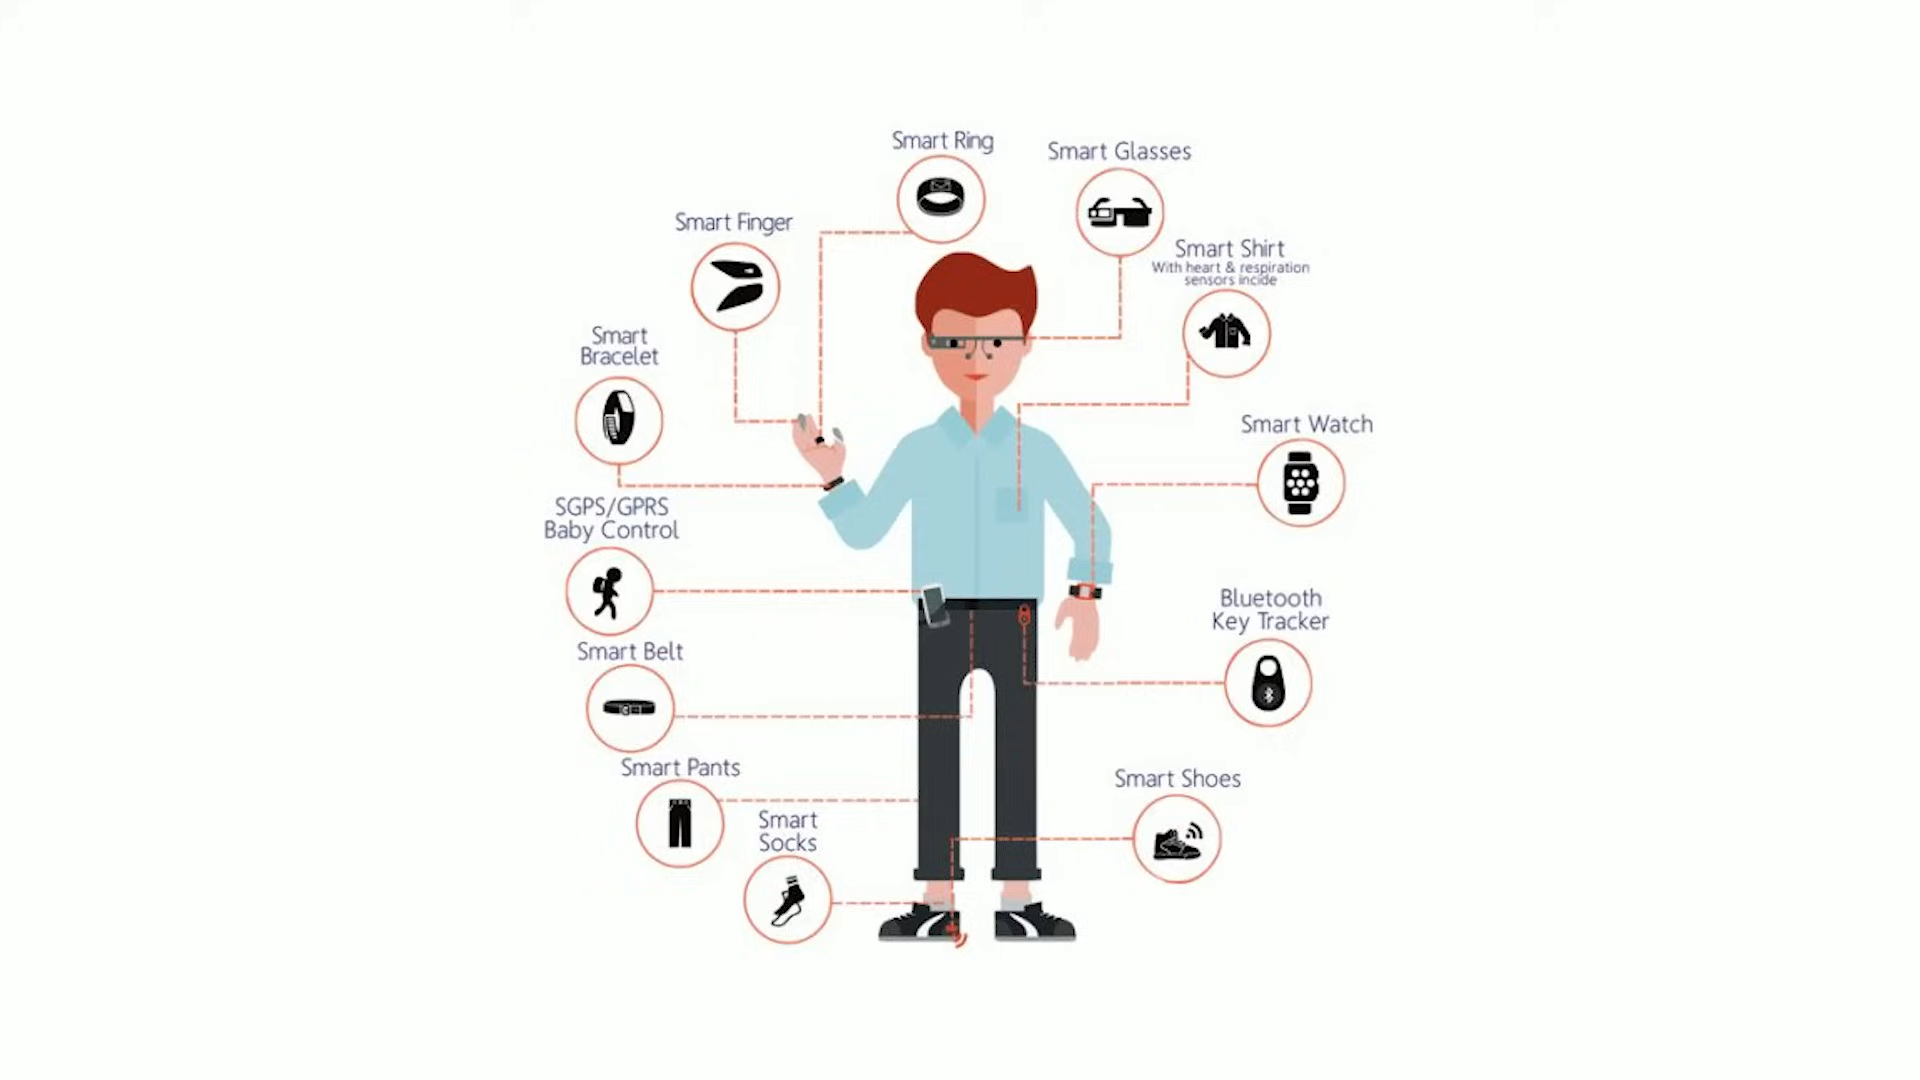 Smart Ring
Smart Glasses
Smart Finger
Smart Shirt
With heart & respiration
sensors incide
Smart
Bracelet
Smart Watch
SGPS/GPRS
Baby Control
Bluetooth
Key Tracker
Smart Belt
Smart Pants
Smart Shoes
Smart
Socks